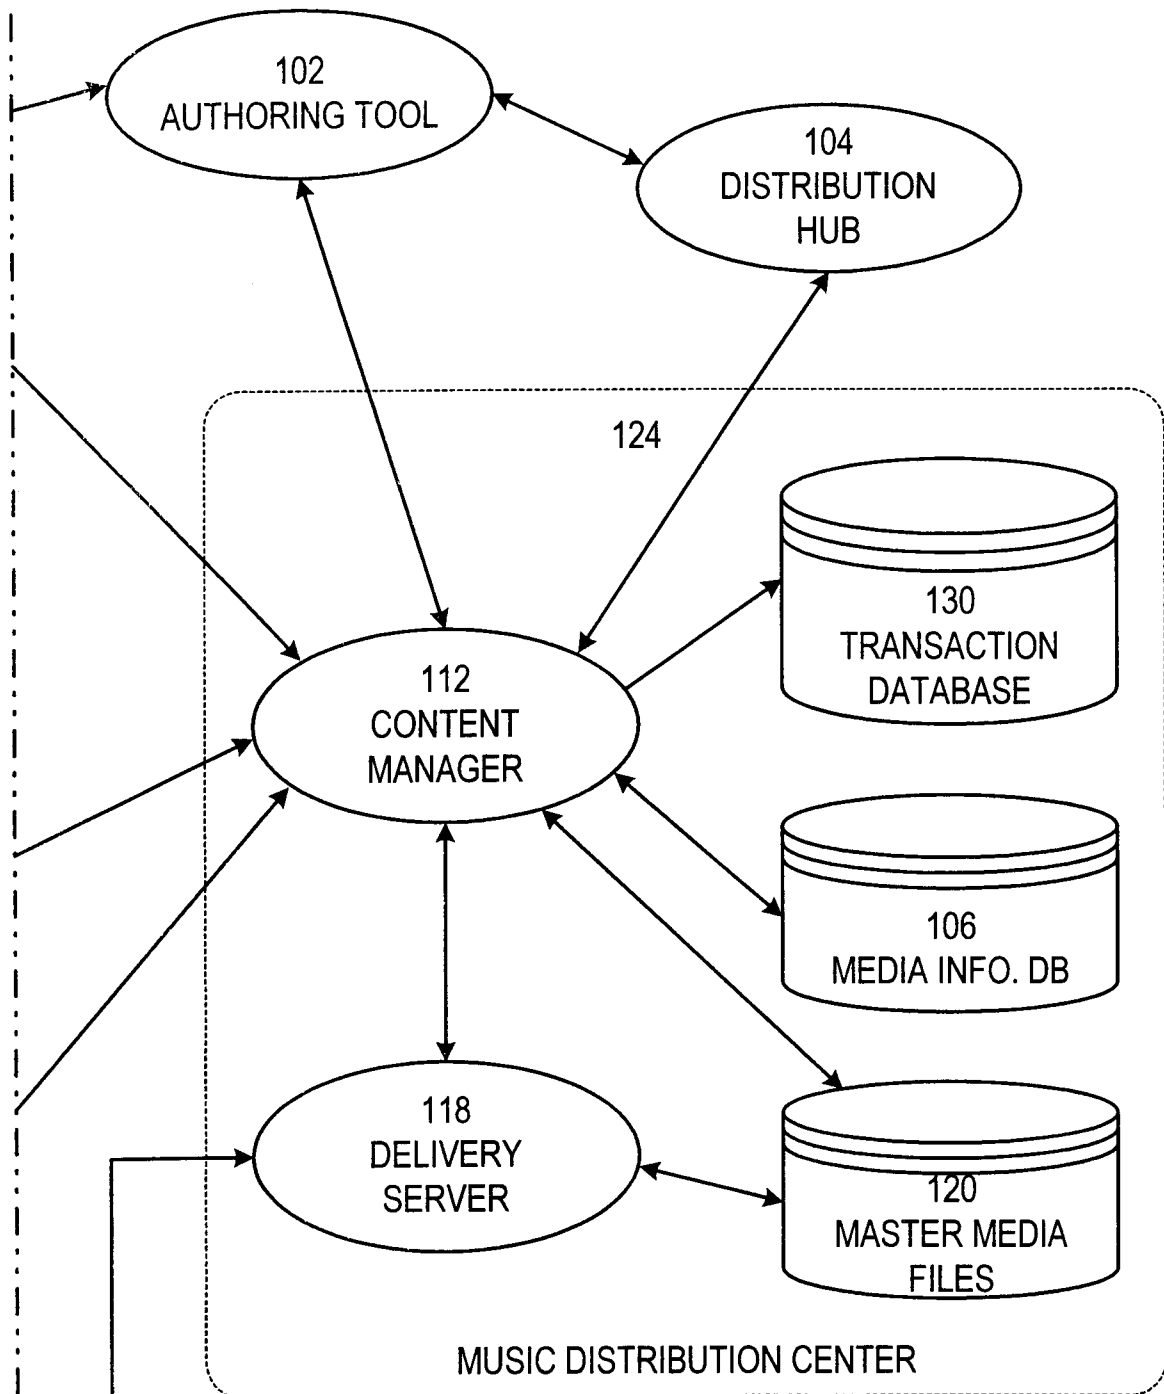 102
AUTHORING TOOL
104
DISTRIBUTION
HUB
124
130
TRANSACTION
DATABASE
112
CONTENT
MANAGER
106
MEDIA INFO. DB
118
DELIVERY
SERVER
120
MASTER MEDIA
FILES
MUSIC DISTRIBUTION CENTER